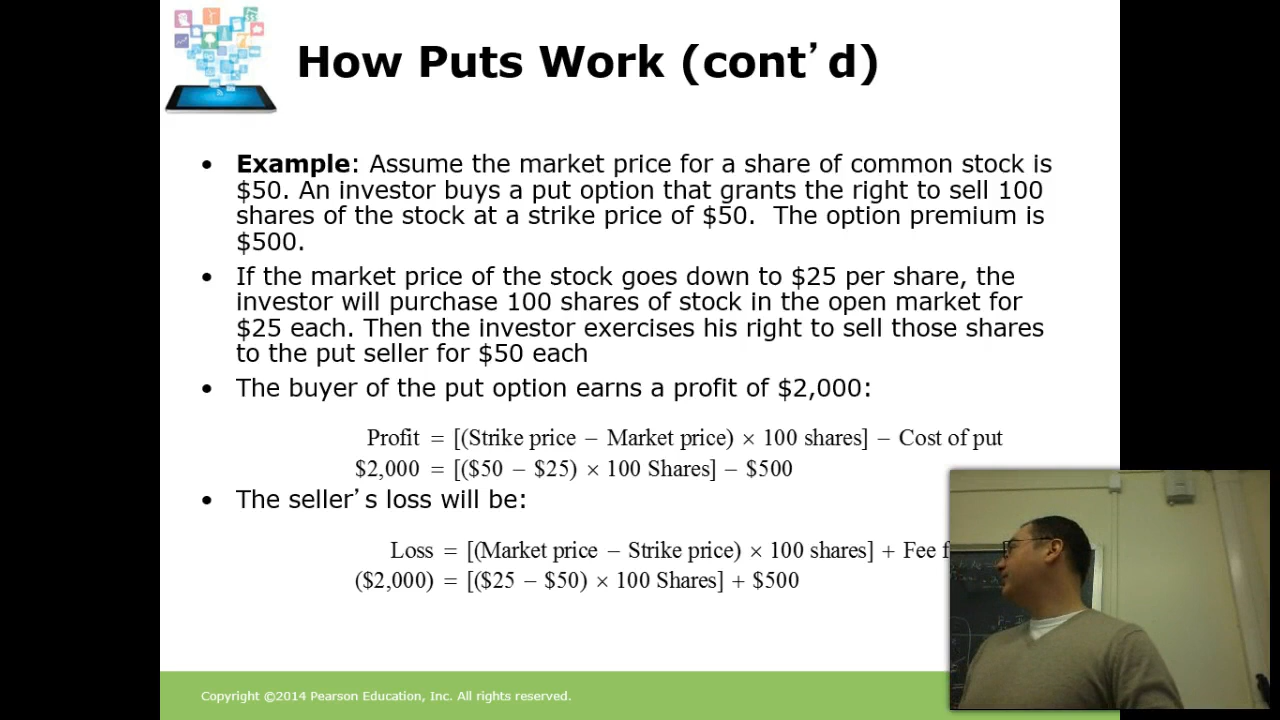 How Puts Work (cont’d)
• Example: Assume the market price for a share of common stock is
$50. An investor buys a put option that grants the right to sell 100
shares of the stock at a strike price of $50.  The option premium is
$500.
• If the market price of the stock goes down to $25 per share, the
investor will purchase 100 shares of stock in the open market for
$25 each. Then the investor exercises his right to sell those shares
to the put seller for $50 each
• The buyer of the put option earns a profit of $2,000:
Profit = [(Strike price − Market price) × 100 shares] − Cost of put
$2,000 = [($50 − $25) × 100 Shares] − $500
• The seller’s loss will be:
Loss = [(Market price − Strike price) × 100 shares] + Fee
($2,000) = [($25 − $50) × 100 Shares] + $500
Copyright ©2014 Pearson Education, Inc. All rights reserved.